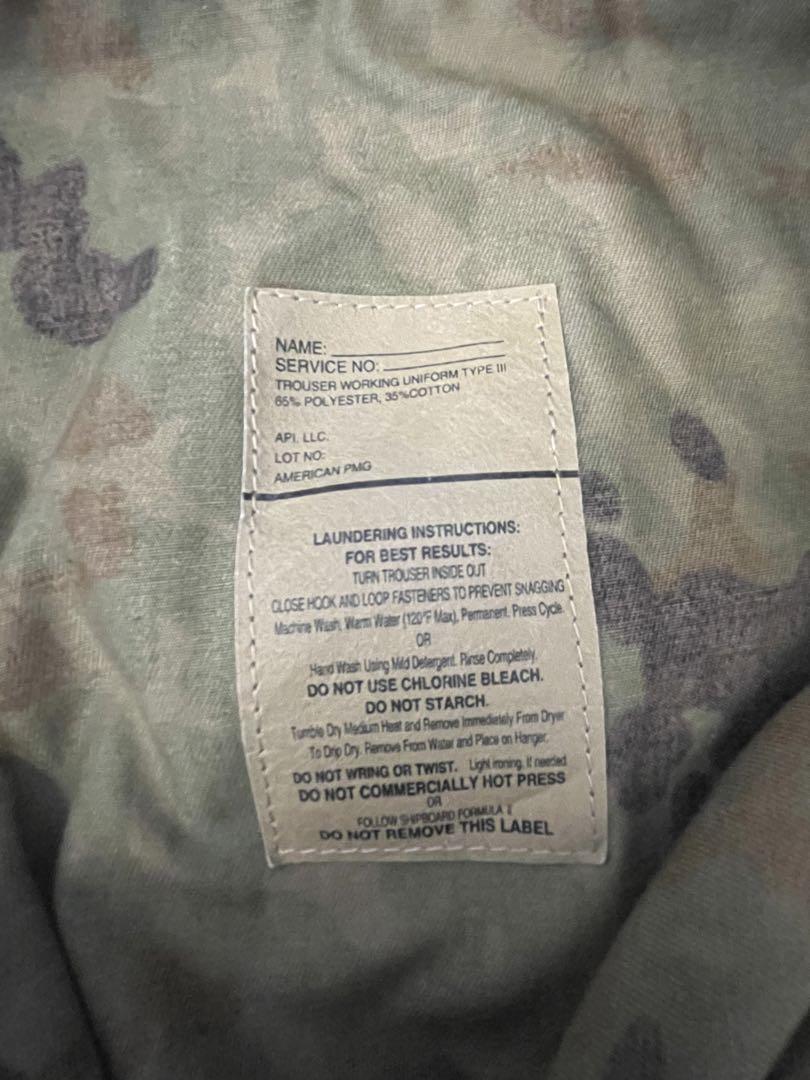 NAME:
SERVICE NO:
TROUSER WORKING UNIFORM TYPE III
65% POLYESTER, 35%COTTON
API. LLC.
LOT NO:
AMERICAN PMG
LAUNDERING INSTRUCTIONS:
FOR BEST RESULTS:
TURN TROUSER INSIDE OUT
CLOSE HOOK AND LOOP FASTENERS TO PREVENT SNAGGING
Machine Wash, Warm Water (120°F Max), Permanent Press Cycle.
OR
Hand Wash Using Mild Detergent. Rinse Completely.
DO NOT USE CHLORINE BLEACH.
DO NOT STARCH.
Tumble Dry Medium Heat and Remove Immediately From Dryer
To Drip Dry. Remove From Water and Place on Hanger.
DO NOT WRING OR TWIST. Light ironing. If needed
DO NOT COMMERCIALLY HOT PRESS
OR
FOLLOW SHIPBOARD FORMULA II
DO NOT REMOVE THIS LABEL